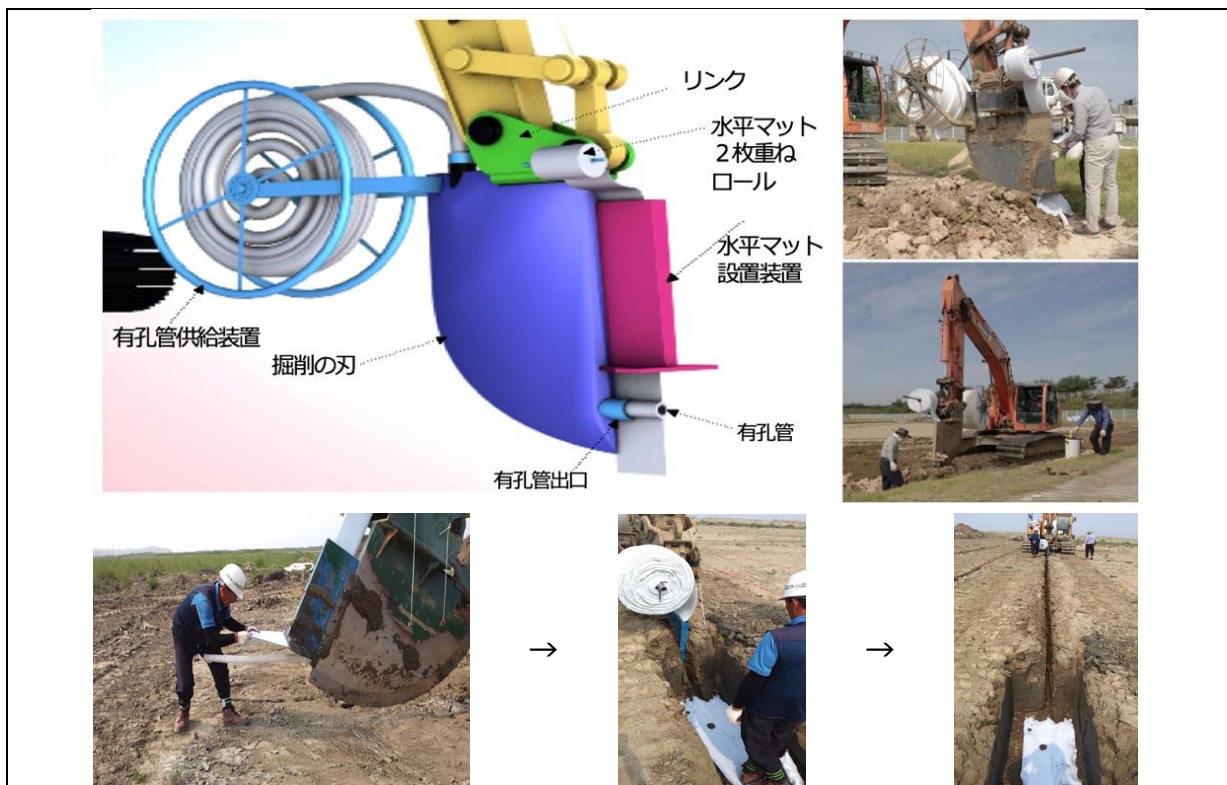 リンク
水平マット
２枚重ね
ロール
水平マット
設置装置
有孔管供給装置
掘削の刃
有孔管
有孔管出口
→
→